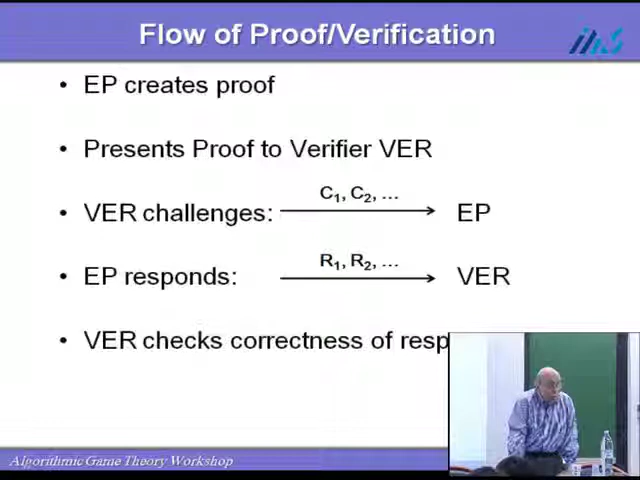 Flow of Proof/Verification
• EP creates proof
• Presents Proof to Verifier VER
C₁, C₂, ...
• VER challenges: EP
R₁, R₂, ...
• EP responds: VER
• VER checks correctness of resp
Algorithmic Game Theory Workshop